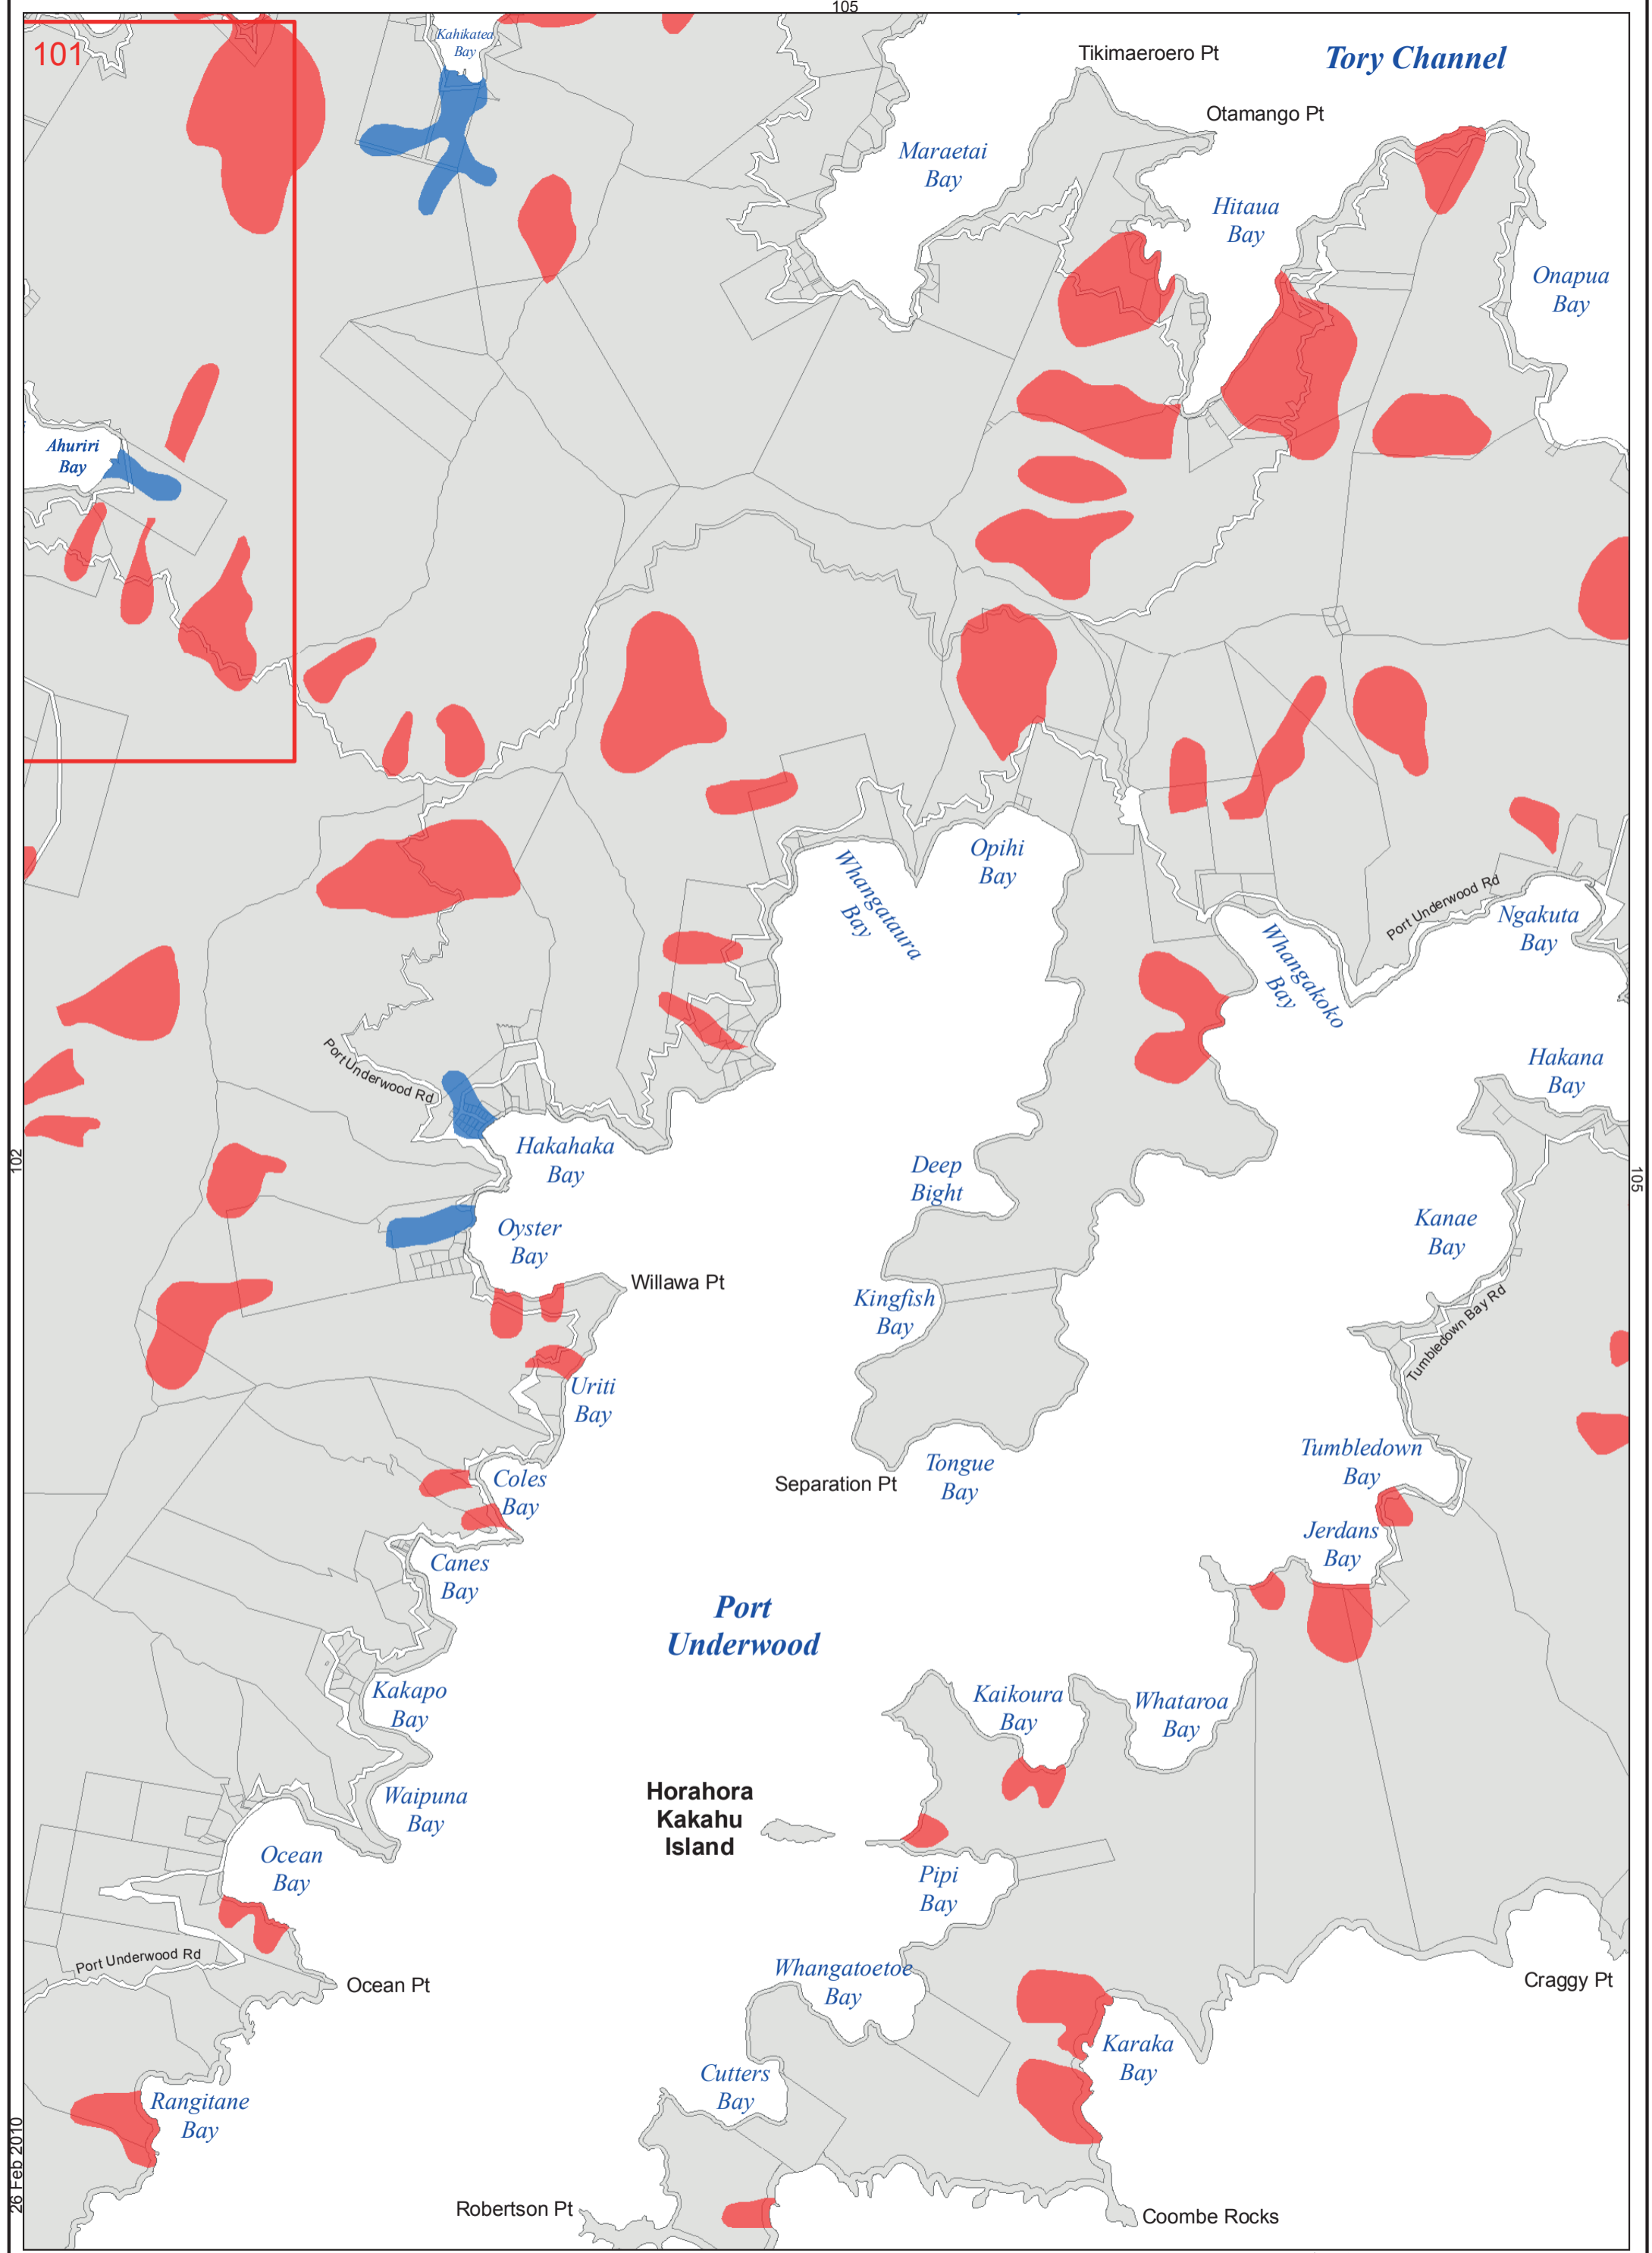 105
101
Kahikatea
Bay
Tikimaeroero Pt
Tory Channel
Otamango Pt
Maraetai
Bay
Hitaua
Bay
Onapua
Bay
Ahuriri
Bay
Whangataura
Bay
Opihi
Bay
Port Underwood Rd
Ngakuta
Bay
Whangakoko
Bay
Port Underwood Rd
Hakana
Bay
Hakahaka
Bay
102
Deep
Bight
105
Oyster
Bay
Kanae
Bay
Willawa Pt
Kingfish
Bay
Tumbledown Bay Rd
Uriti
Bay
Tumbledown
Bay
Separation Pt
Tongue
Bay
Coles
Bay
Jerdans
Bay
Canes
Bay
Port
Underwood
Kakapo
Bay
Kaikoura
Bay
Whataroa
Bay
Horahora
Kakahu
Island
Waipuna
Bay
Ocean
Bay
Pipi
Bay
Port Underwood Rd
Ocean Pt
Whangatoetoe
Bay
Craggy Pt
Karaka
Bay
Cutters
Bay
Rangitane
Bay
26 Feb 2010
Robertson Pt
Coombe Rocks